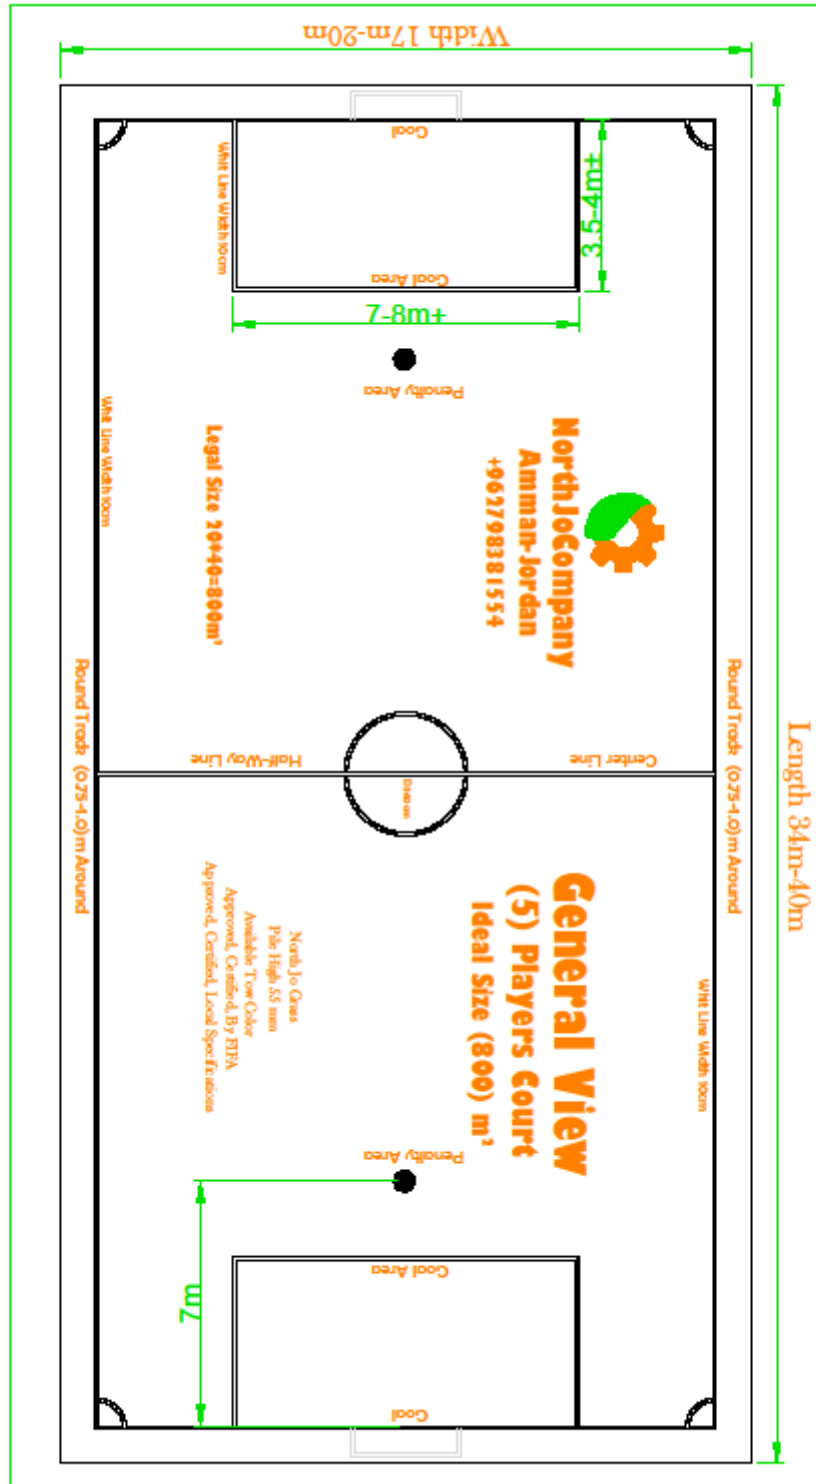 Width 17m-20m
Goal
Whit Line Width 10cm
3.5-4m+
Goal Area
7-8m+
Penalty Area
Whit Line Width 10cm
Legal Size 20*40=800m²
NorthJoCompany
Amman-Jordan
+962798381554
Round Track (0.75-1.0)m Around
Round Track (0.75-1.0)m Around
Length 34m-40m
Half-Way Line
Center Line
General View
(5) Players Court
Ideal Size (800) m²
North Jo Grass
Pile High 55 mm
Available Tow Color
Approved, Certified, By FIFA
Approved, Certified, Local Specifications
Whit Line Width 10cm
Penalty Area
7m
Goal Area
Goal